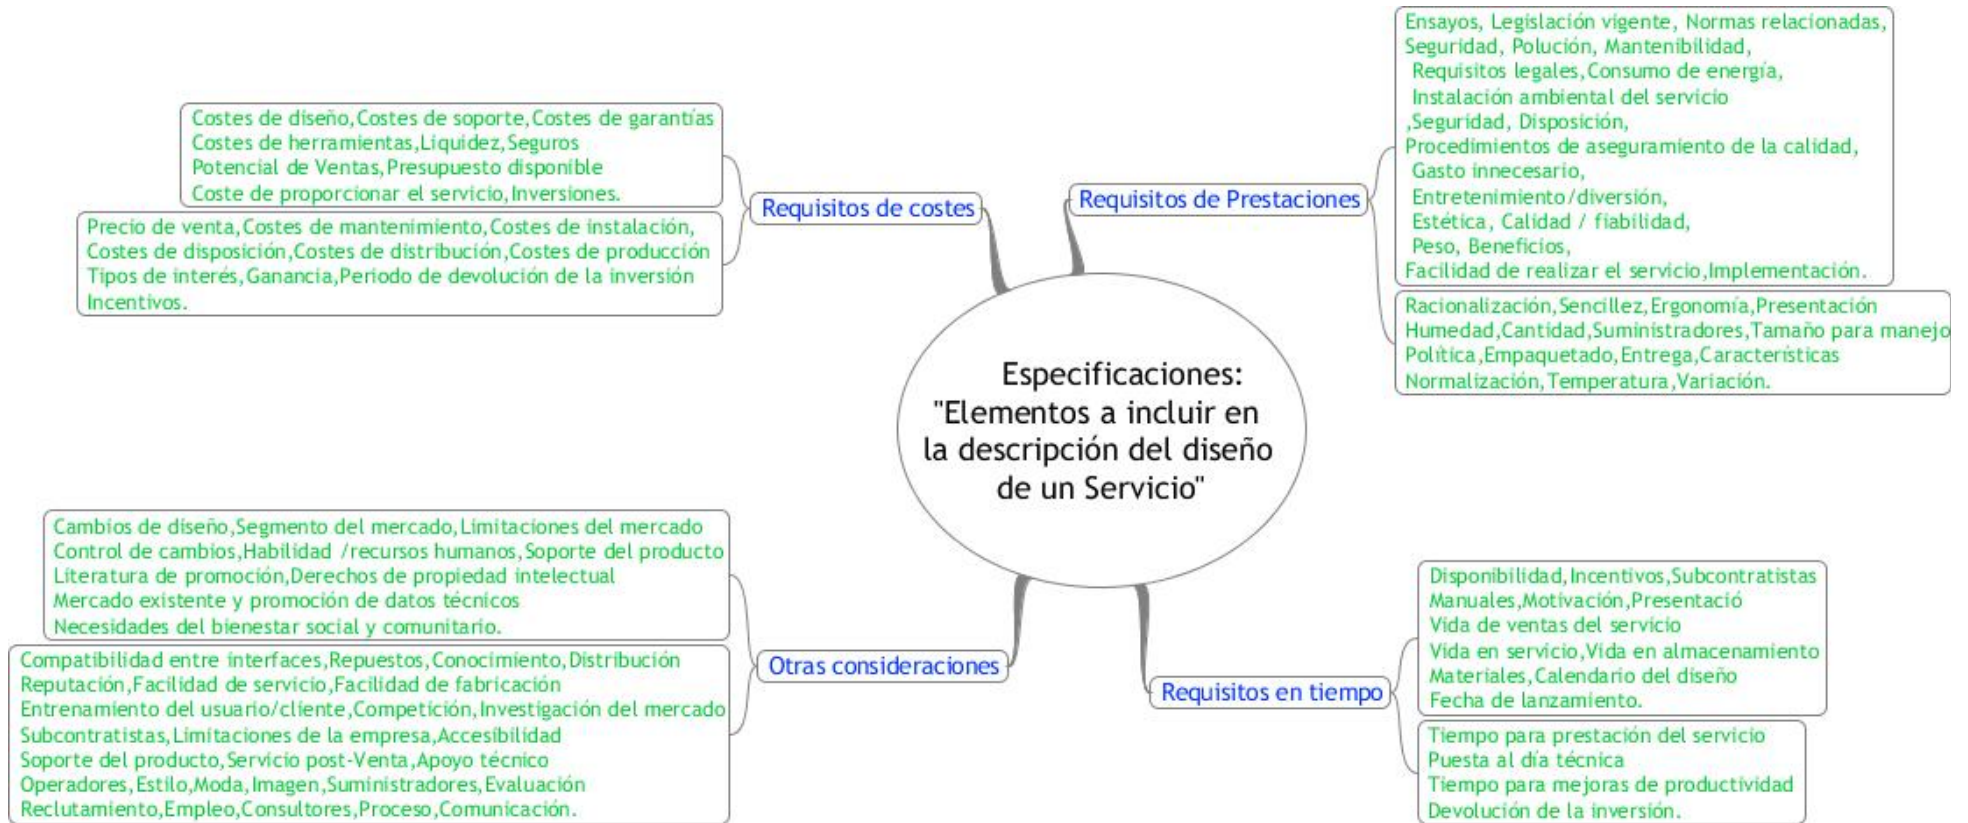 Especificaciones:
"Elementos a incluir en
la descripción del diseño
de un Servicio"
Requisitos de costes
Costes de diseño,Costes de soporte,Costes de garantías
Costes de herramientas,Liquidez,Seguros
Potencial de Ventas,Presupuesto disponible
Coste de proporcionar el servicio,Inversiones.
Precio de venta,Costes de mantenimiento,Costes de instalación,
Costes de disposición,Costes de distribución,Costes de producción
Tipos de interés,Ganancia,Periodo de devolución de la inversión
Incentivos.
Requisitos de Prestaciones
Ensayos, Legislación vigente, Normas relacionadas,
Seguridad, Polución, Mantenibilidad,
Requisitos legales,Consumo de energía,
Instalación ambiental del servicio
,Seguridad, Disposición,
Procedimientos de aseguramiento de la calidad,
Gasto innecesario,
Entretenimiento/diversión,
Estética, Calidad / fiabilidad,
Peso, Beneficios,
Facilidad de realizar el servicio,Implementación.
Racionalización,Sencillez,Ergonomía,Presentación
Humedad,Cantidad,Suministradores,Tamaño para manejo
Política,Empaquetado,Entrega,Características
Normalización,Temperatura,Variación.
Otras consideraciones
Cambios de diseño,Segmento del mercado,Limitaciones del mercado
Control de cambios,Habilidad /recursos humanos,Soporte del producto
Literatura de promoción,Derechos de propiedad intelectual
Mercado existente y promoción de datos técnicos
Necesidades del bienestar social y comunitario.
Compatibilidad entre interfaces,Repuestos,Conocimiento,Distribución
Reputación,Facilidad de servicio,Facilidad de fabricación
Entrenamiento del usuario/cliente,Competición,Investigación del mercado
Subcontratistas,Limitaciones de la empresa,Accesibilidad
Soporte del producto,Servicio post-Venta,Apoyo técnico
Operadores,Estilo,Moda,Imagen,Suministradores,Evaluación
Reclutamiento,Empleo,Consultores,Proceso,Comunicación.
Requisitos en tiempo
Disponibilidad,Incentivos,Subcontratistas
Manuales,Motivación,Presentació
Vida de ventas del servicio
Vida en servicio,Vida en almacenamiento
Materiales,Calendario del diseño
Fecha de lanzamiento.
Tiempo para prestación del servicio
Puesta al día técnica
Tiempo para mejoras de productividad
Devolución de la inversión.